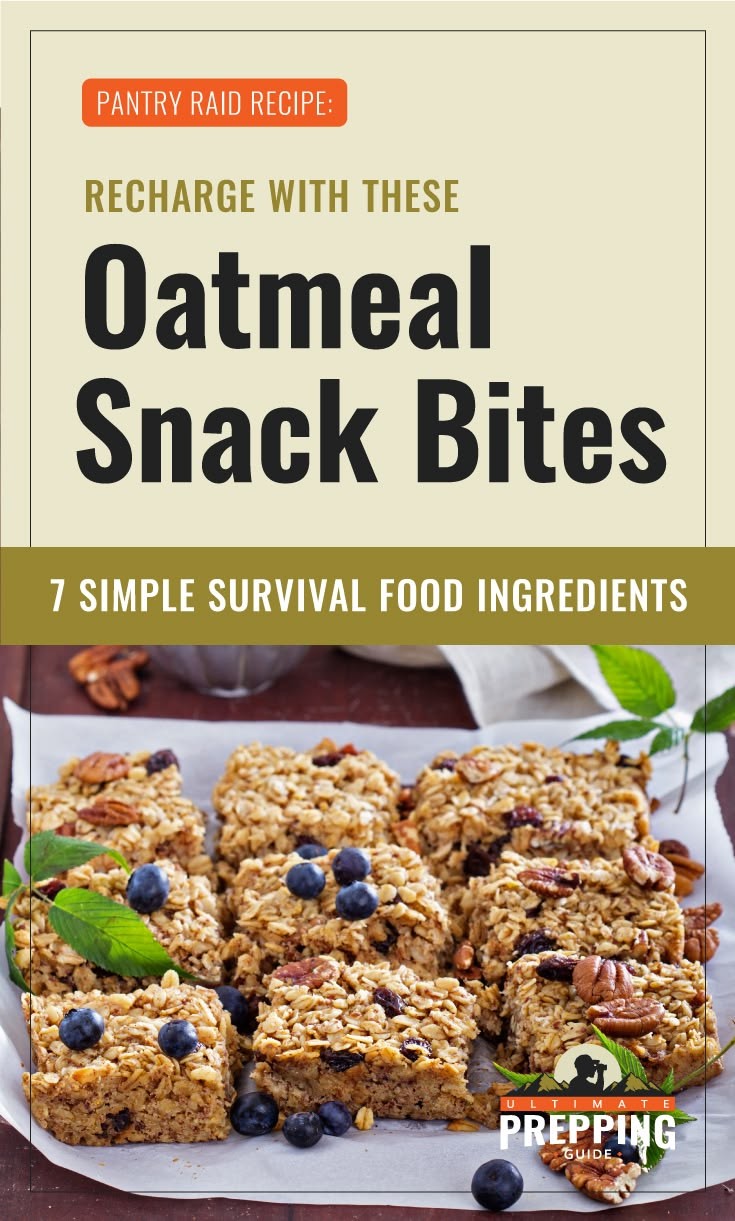 PANTRY RAID RECIPE:
RECHARGE WITH THESE
Oatmeal
Snack Bites
7 SIMPLE SURVIVAL FOOD INGREDIENTS
ULTIMATE
PREPPING
GUIDE